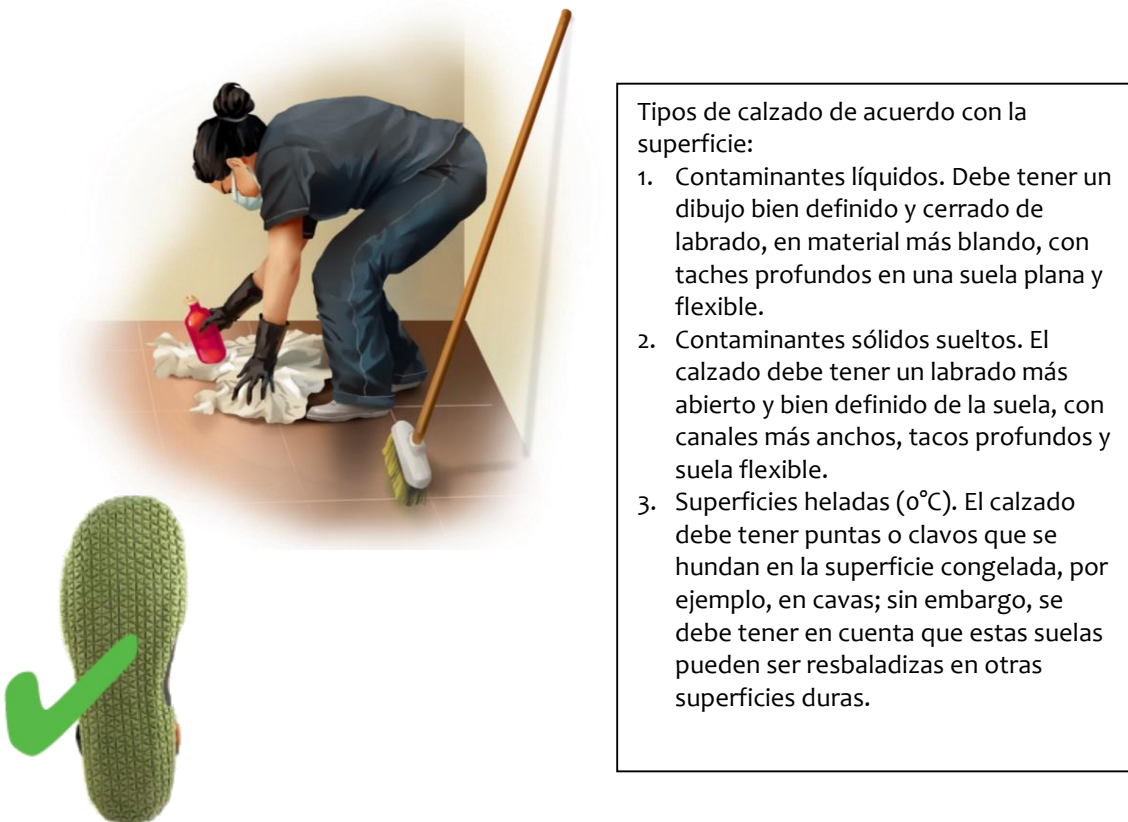 Tipos de calzado de acuerdo con la
superficie:
1. Contaminantes líquidos. Debe tener un
dibujo bien definido y cerrado de
labrado, en material más blando, con
taches profundos en una suela plana y
flexible.
2. Contaminantes sólidos sueltos. El
calzado debe tener un labrado más
abierto y bien definido de la suela, con
canales más anchos, tacos profundos y
suela flexible.
3. Superficies heladas (0°C). El calzado
debe tener puntas o clavos que se
hundan en la superficie congelada, por
ejemplo, en cavas; sin embargo, se
debe tener en cuenta que estas suelas
pueden ser resbaladizas en otras
superficies duras.